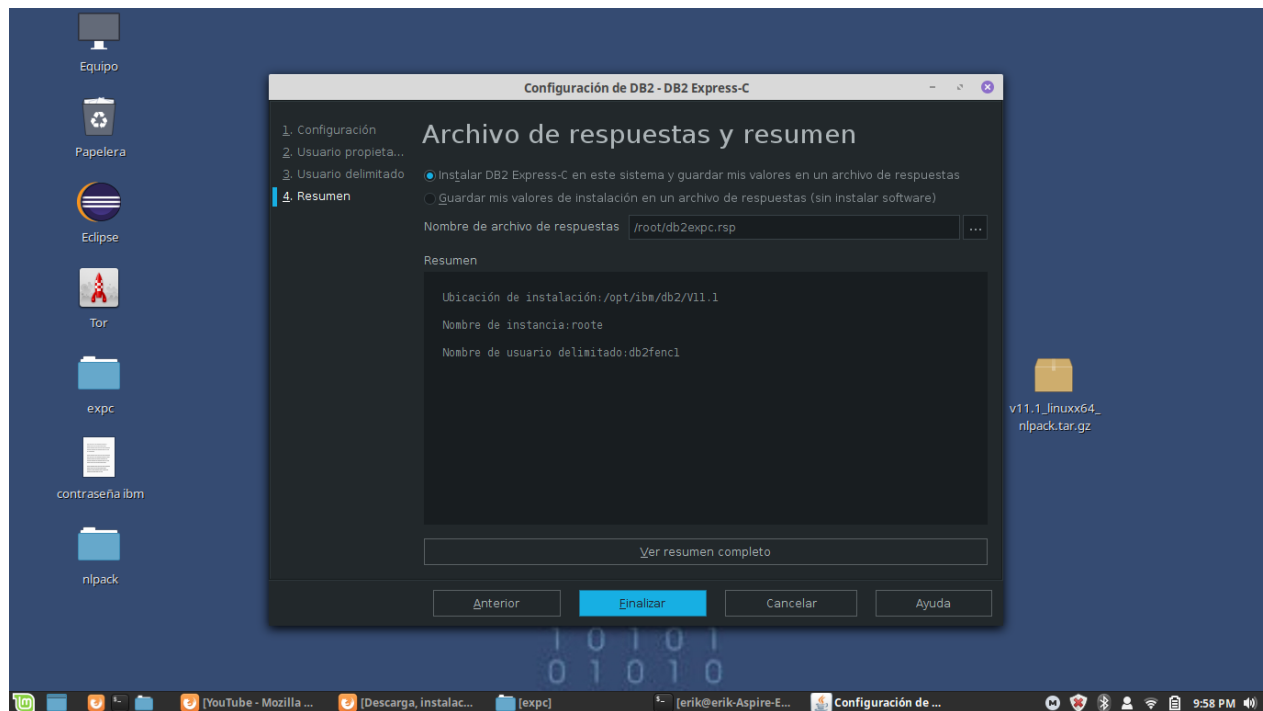 Equipo
Papelera
Eclipse
Tor
expc
contraseña ibm
nlpack
v11.1_linuxx64_
nlpack.tar.gz
Configuración de DB2 - DB2 Express-C
1. Configuración
2. Usuario propieta...
3. Usuario delimitado
4. Resumen
Archivo de respuestas y resumen
Instalar DB2 Express-C en este sistema y guardar mis valores en un archivo de respuestas
Guardar mis valores de instalación en un archivo de respuestas (sin instalar software)
Nombre de archivo de respuestas /root/db2expc.rsp ...
Resumen
Ubicación de instalación:/opt/ibm/db2/V11.1
Nombre de instancia:roote
Nombre de usuario delimitado:db2fenc1
Ver resumen completo
Anterior Finalizar Cancelar Ayuda
1 0 1 0 1
0 1 0 1 0
[YouTube - Mozilla ... [Descarga, instalac... [expc] [erik@erik-Aspire-E... Configuración de ... 9:58 PM